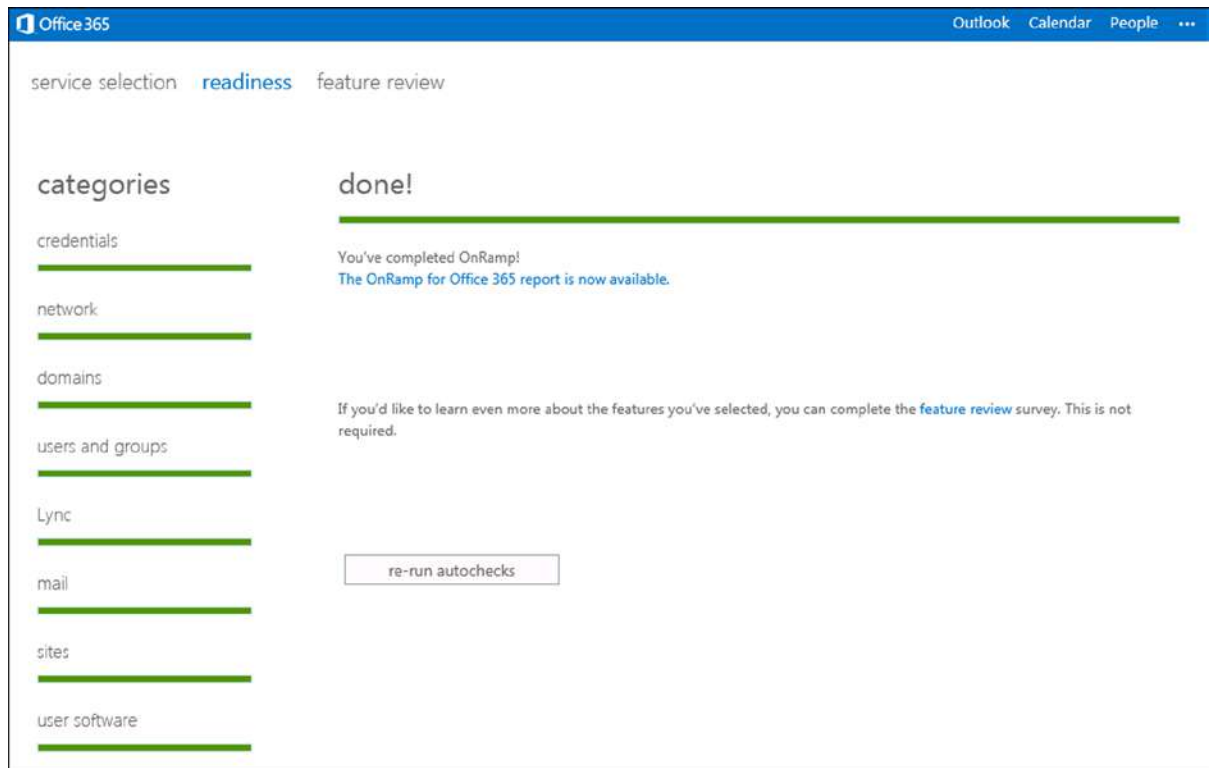 Office 365
Outlook Calendar People ...
service selection readiness feature review
categories
credentials
network
domains
users and groups
Lync
mail
sites
user software
done!
You've completed OnRamp!
The OnRamp for Office 365 report is now available.
If you'd like to learn even more about the features you've selected, you can complete the feature review survey. This is not
required.
re-run autochecks